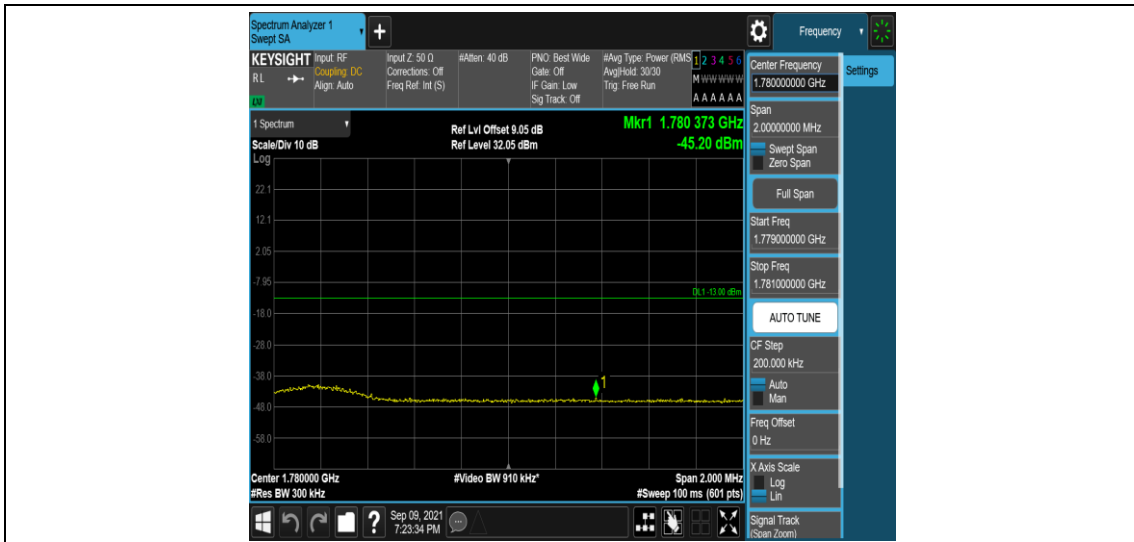 Spectrum Analyzer 1
Swept SA
+
Frequency
KEYSIGHT
RL
LXI
Input: RF
Coupling: DC
Align: Auto
Input Z: 50 Ω
Corrections: Off
Freq Ref: Int (S)
#Atten: 40 dB
PNO: Best Wide
Gate: Off
IF Gain: Low
Sig Track: Off
#Avg Type: Power (RMS
Avg|Hold: 30/30
Trig: Free Run
1 2 3 4 5 6
M W W W W W
A A A A A A
1 Spectrum
Scale/Div 10 dB
Log
Ref Lvl Offset 9.05 dB
Ref Level 32.05 dBm
Mkr1 1.780 373 GHz
-45.20 dBm
22.1
12.1
2.05
-7.95
-18.0
-28.0
-38.0
-48.0
-58.0
DL1 -13.00 dBm
1
Center 1.780000 GHz
#Video BW 910 kHz*
Span 2.000 MHz
#Res BW 300 kHz
#Sweep 100 ms (601 pts)
?
Sep 09, 2021
7:23:34 PM
Center Frequency
1.780000000 GHz
Settings
Span
2.00000000 MHz
Swept Span
Zero Span
Full Span
Start Freq
1.779000000 GHz
Stop Freq
1.781000000 GHz
AUTO TUNE
CF Step
200.000 kHz
Auto
Man
Freq Offset
0 Hz
X Axis Scale
Log
Lin
Signal Track
(Span Zoom)